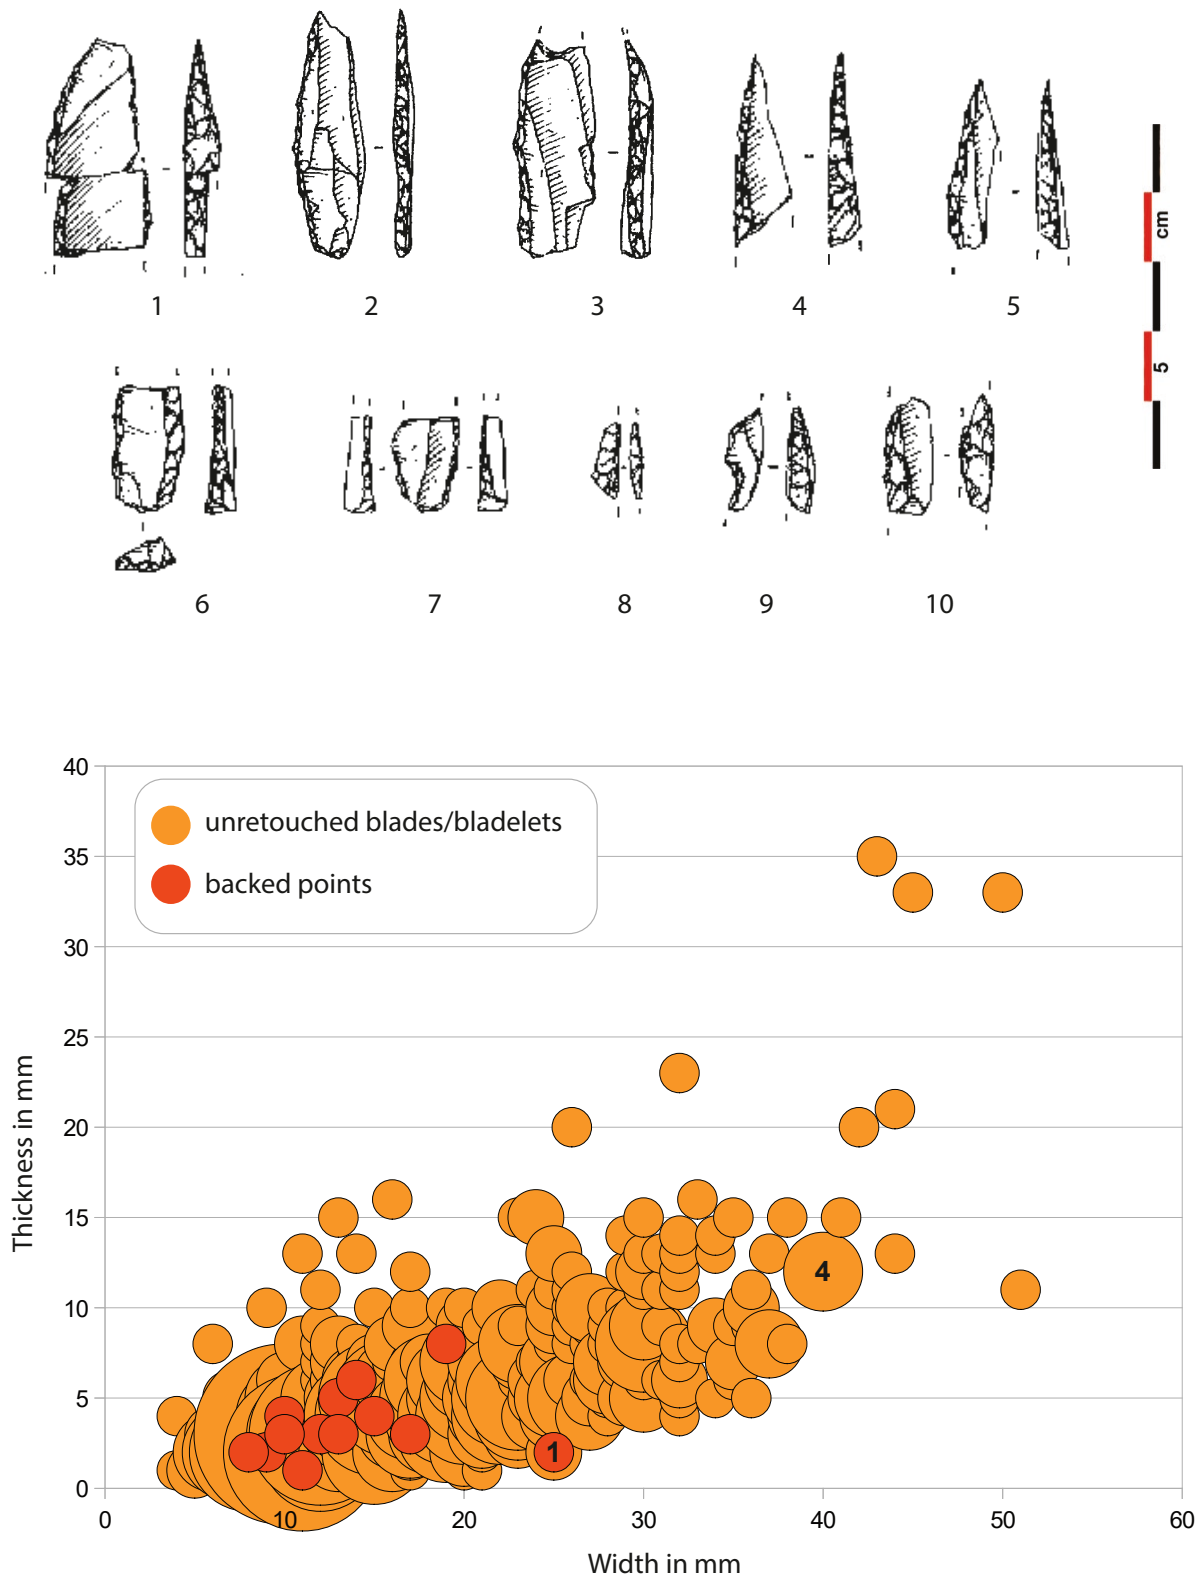 1 2 3 4 5
cm
5
6 7 8 9 10
40
unretouched blades/bladelets
35
backed points
30
25
20
15
4
10
5
1
0
0 10 20 30 40 50 60
Thickness in mm
Width in mm